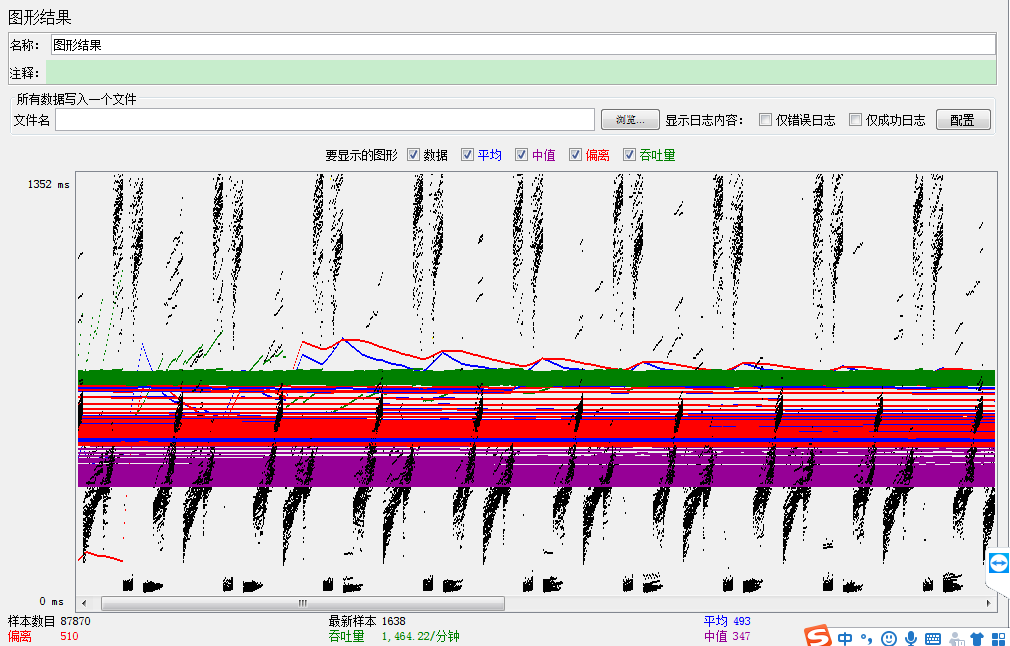 图形结果
名称： 图形结果
注释：
所有数据写入一个文件
文件名 浏览... 显示日志内容： 仅错误日志 仅成功日志 配置
要显示的图形 数据 平均 中值 偏离 吞吐量
1352 ms
0 ms
样本数目 87870 最新样本 1638 平均 493
偏离 510 吞吐量 1,464.22/分钟 中值 347
S 中